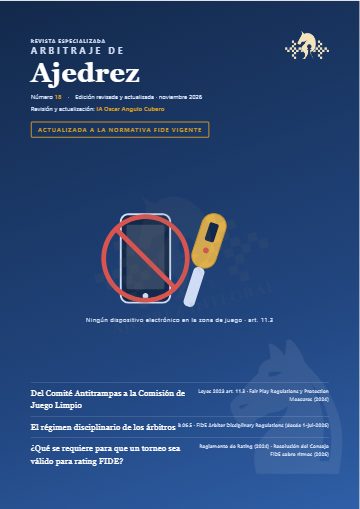 REVISTA ESPECIALIZADA
ARBITRAJE DE
Ajedrez
Número 18 · Edición revisada y actualizada · noviembre 2026
Revisión y actualización: IA Oscar Angulo Cubero
ACTUALIZADA A LA NORMATIVA FIDE VIGENTE
Ningún dispositivo electrónico en la zona de juego · art. 11.3
Del Comité Antitrampas a la Comisión de
Juego Limpio
Leyes 2023 art. 11.3 · Fair Play Regulations y Protection
Measures (2026)
El régimen disciplinario de los árbitros
B.06.5 · FIDE Arbiter Disciplinary Regulations (desde 1-jul-2026)
¿Qué se requiere para que un torneo sea
válido para rating FIDE?
Reglamento de Rating (2024) · Resolución del Consejo
FIDE sobre ritmos (2026)